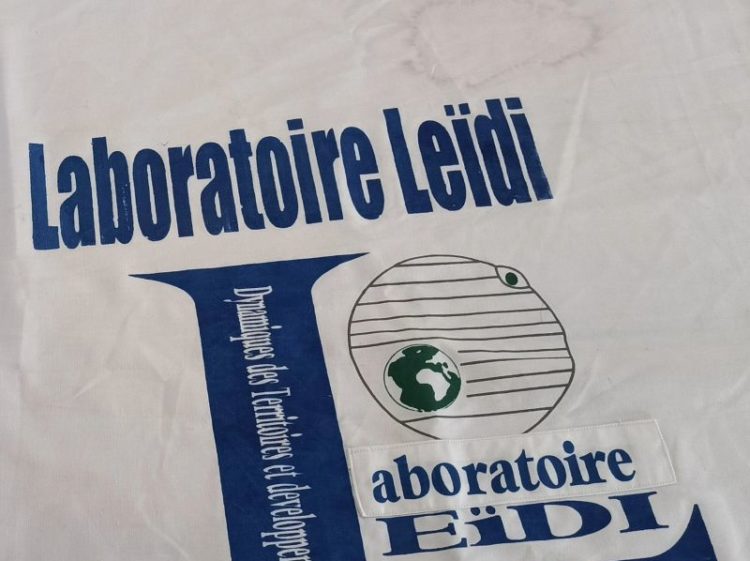 Laboratoire Leïdi
L
Dynamiques des Territoires et developpe
aboratoire
EïDI